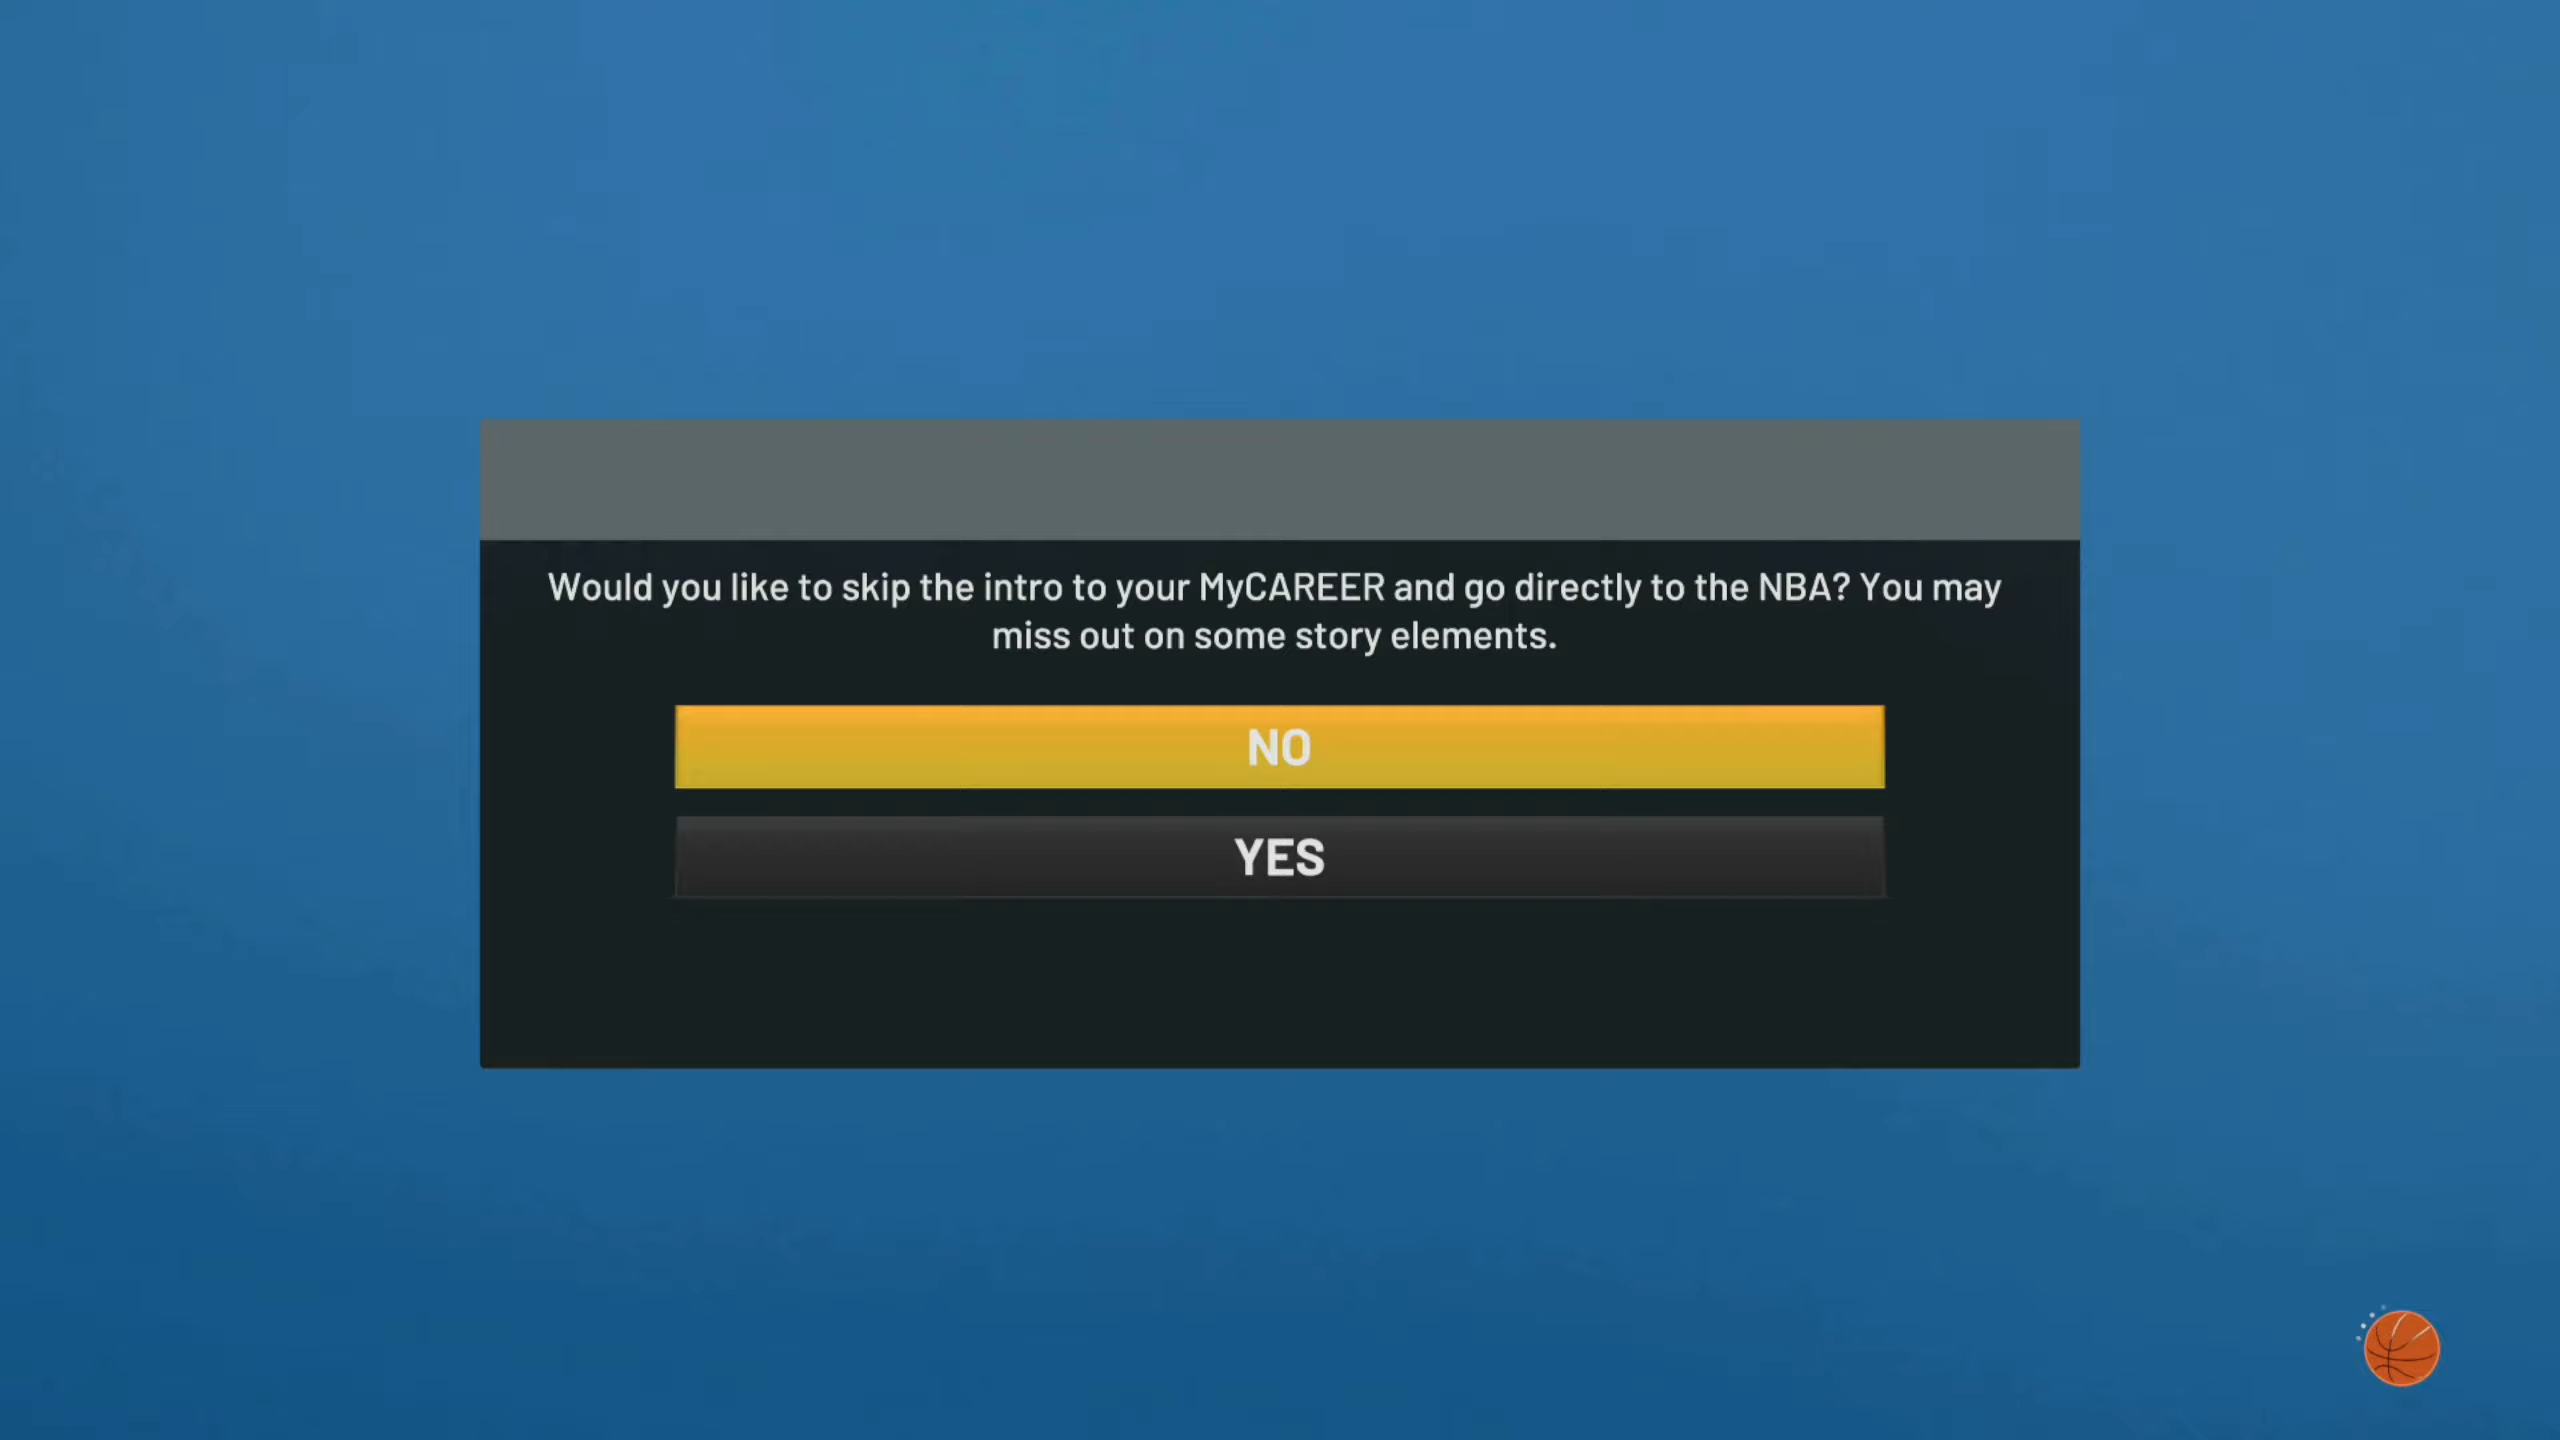 Would you like to skip the intro to your MyCAREER and go directly to the NBA? You may
miss out on some story elements.
NO
YES